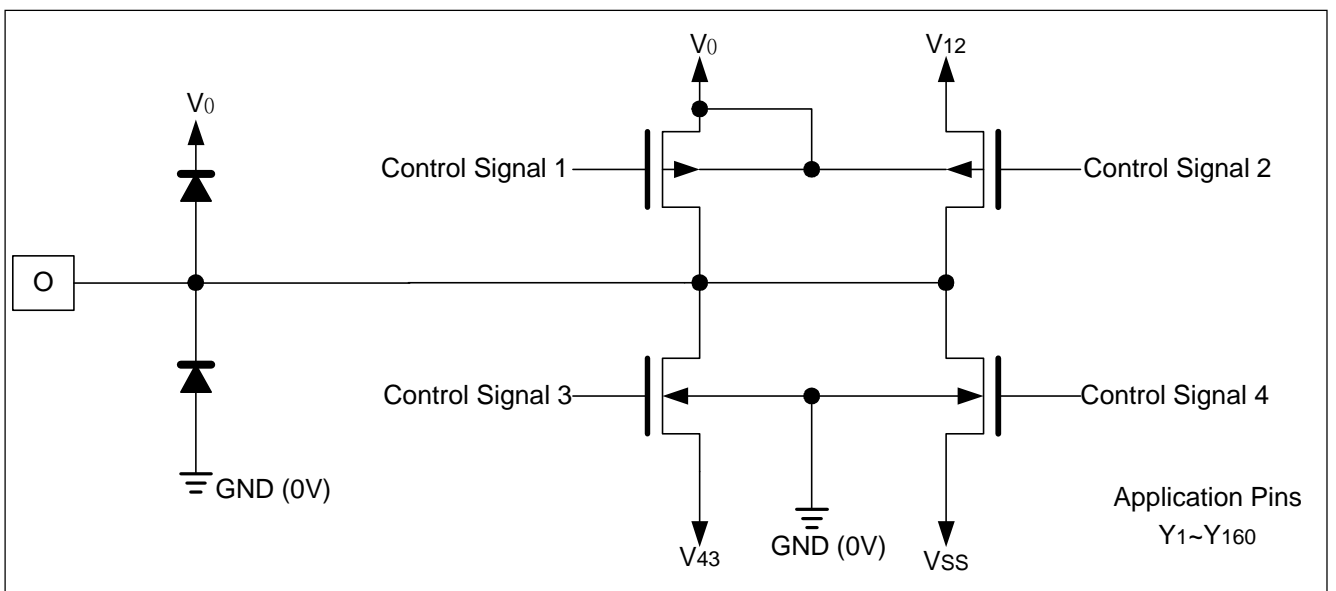 V0 V12
V0
Control Signal 1 Control Signal 2
O
Control Signal 3 Control Signal 4
GND (0V)
Application Pins
V43 GND (0V) VSS Y1~Y160